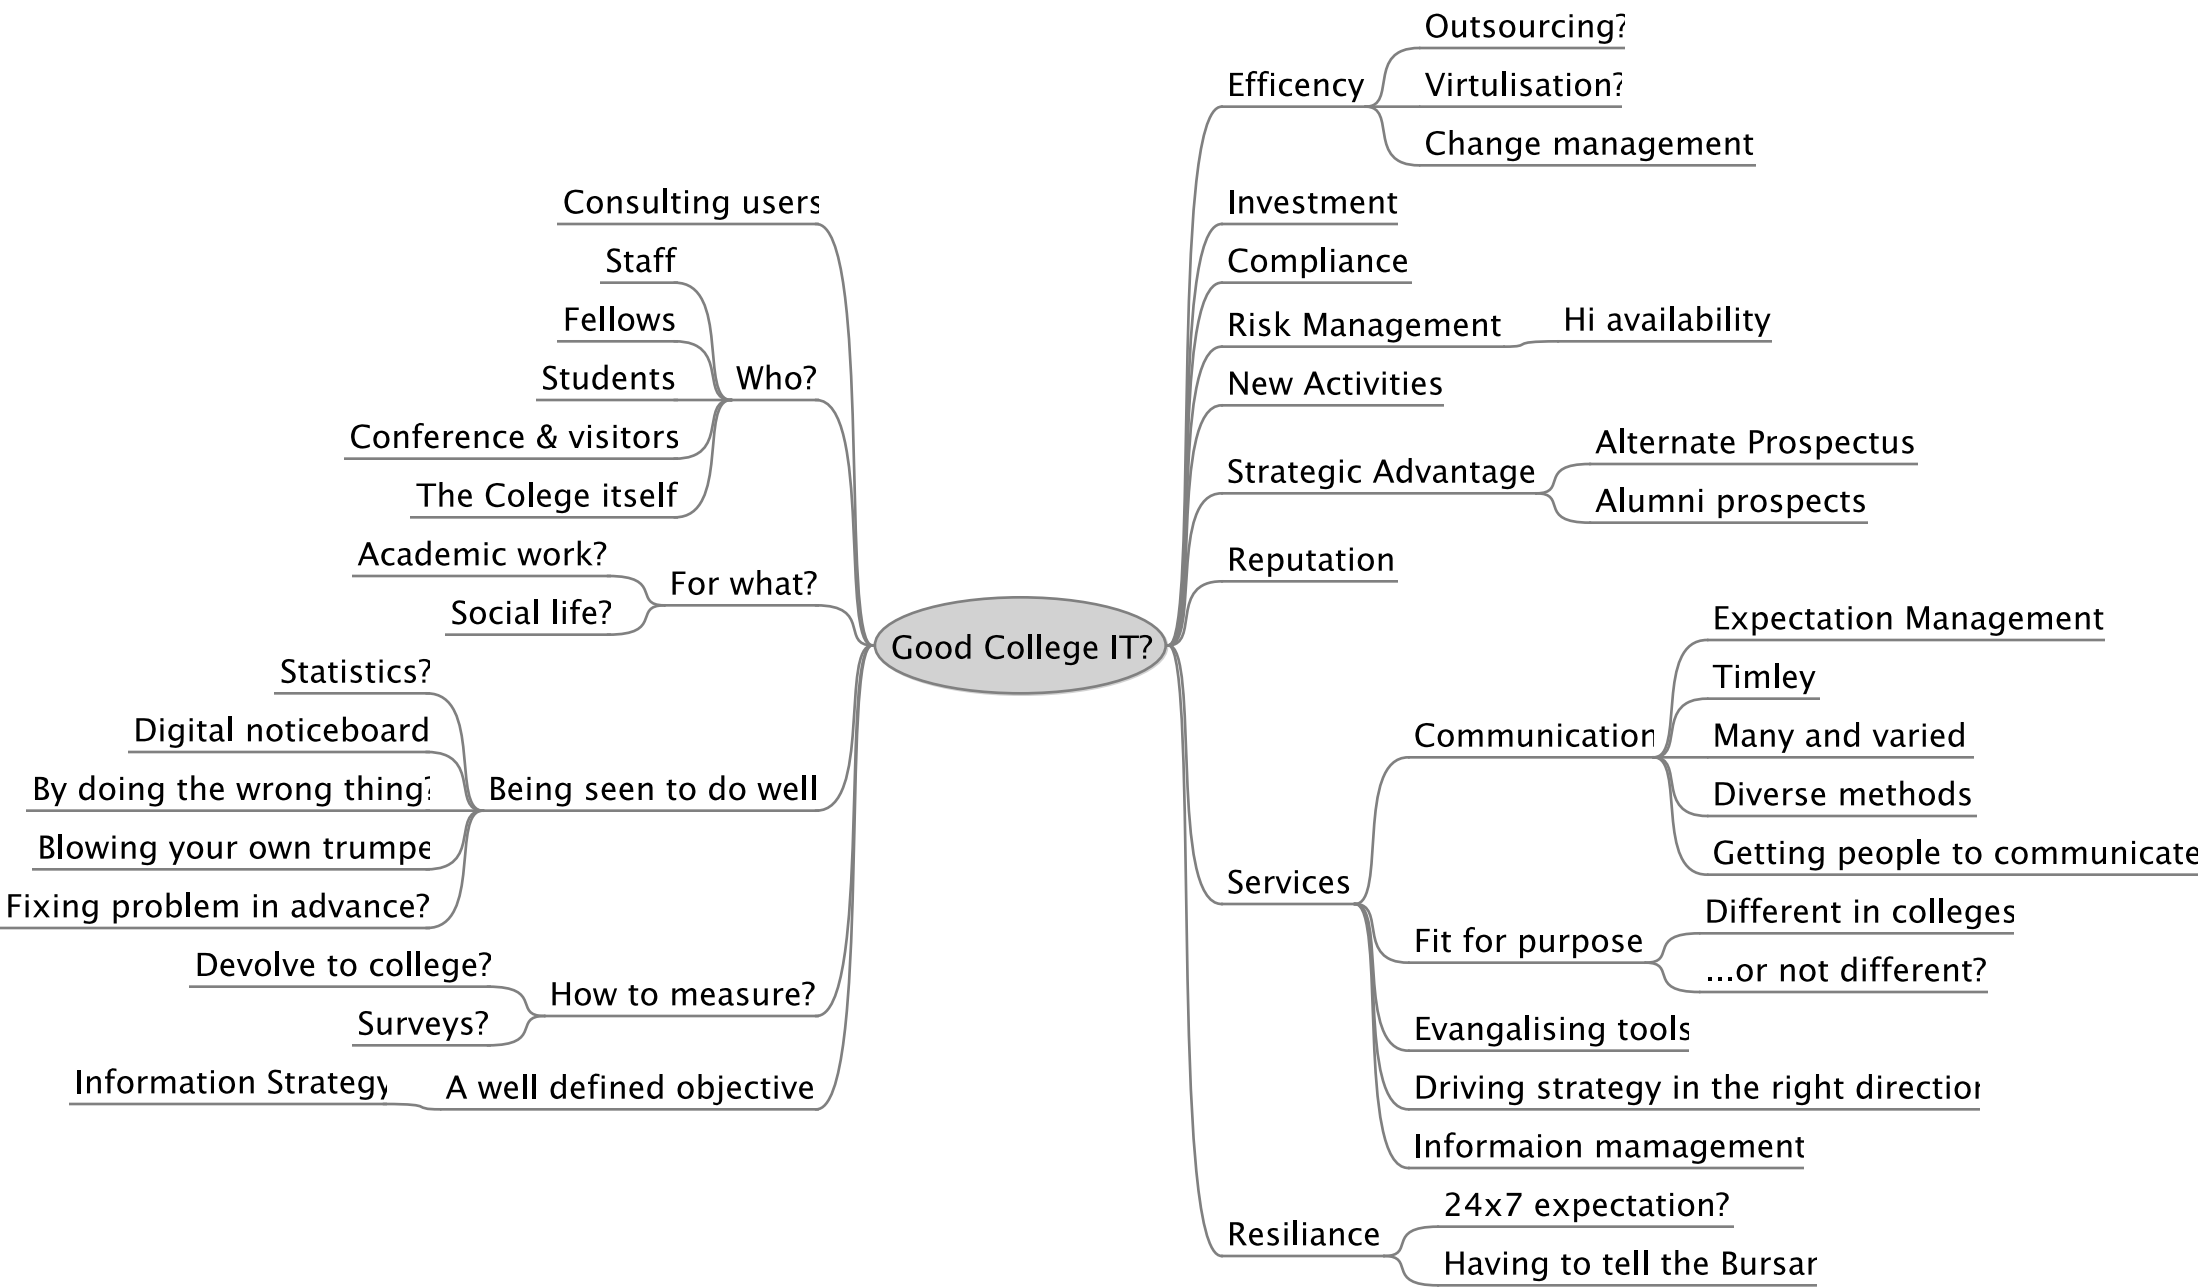 Outsourcing?
Efficency
Virtulisation?
Change management
Consulting users
Investment
Staff
Compliance
Fellows
Risk Management
Hi availability
Students
Who?
New Activities
Conference & visitors
Alternate Prospectus
Strategic Advantage
The Colege itself
Alumni prospects
Academic work?
For what?
Reputation
Social life?
Good College IT?
Expectation Management
Statistics?
Timley
Digital noticeboard
Communication
Many and varied
By doing the wrong thing?
Being seen to do well
Diverse methods
Blowing your own trumpe
Getting people to communicate
Services
Fixing problem in advance?
Different in colleges
Fit for purpose
...or not different?
Devolve to college?
How to measure?
Surveys?
Evangalising tools
Information Strategy
A well defined objective
Driving strategy in the right direction
Informaion mamagement
24x7 expectation?
Resiliance
Having to tell the Bursar